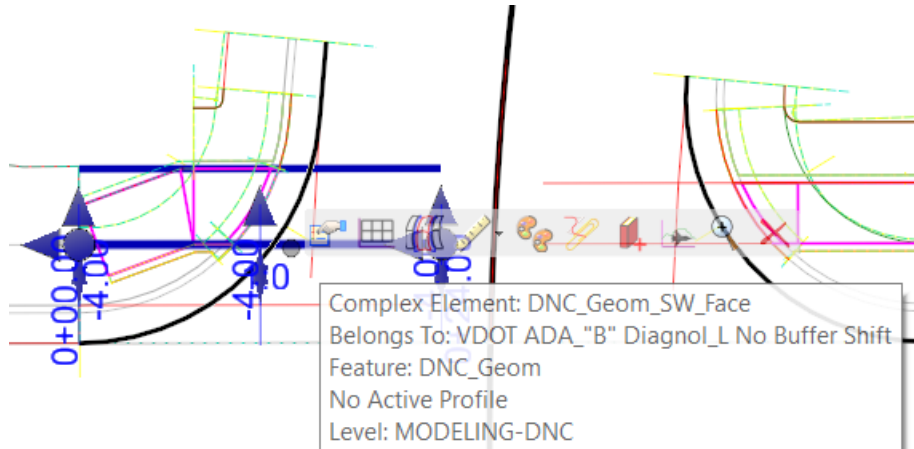 0+00.00
-4.0
-4.00
Complex Element: DNC_Geom_SW_Face
Belongs To: VDOT ADA_"B" Diagnol_L No Buffer Shift
Feature: DNC_Geom
No Active Profile
Level: MODELING-DNC